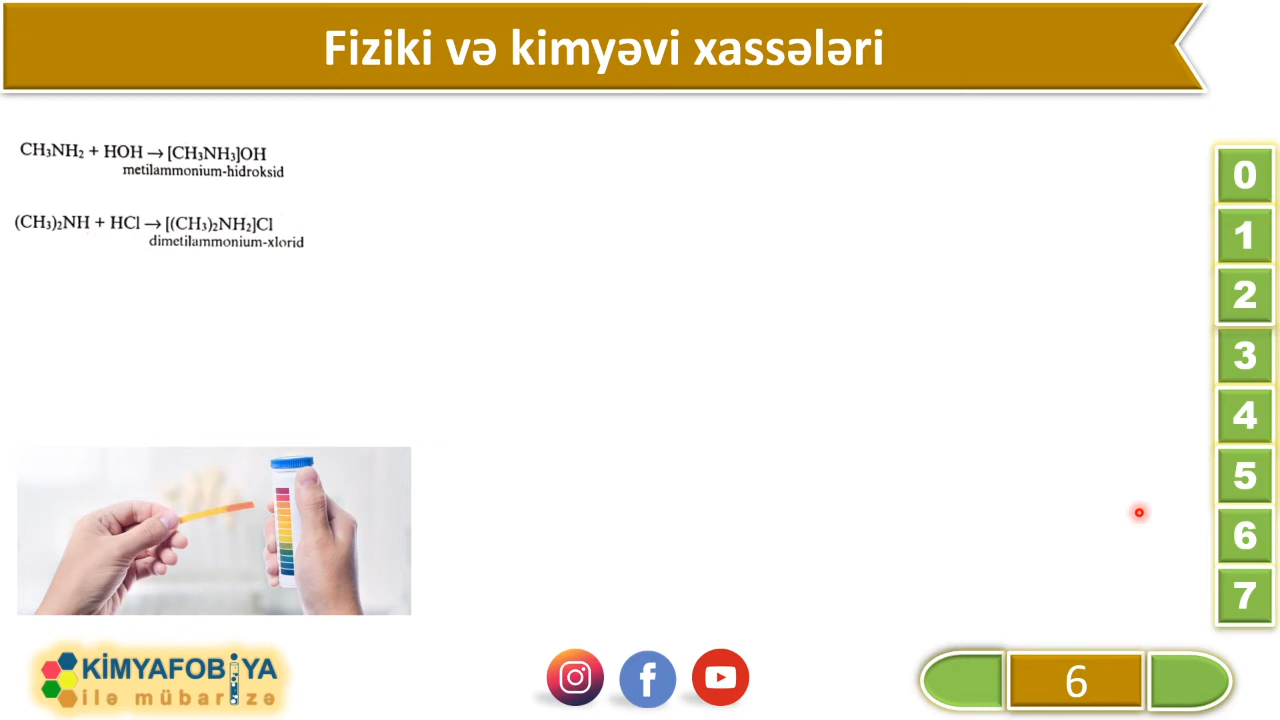 Fiziki və kimyəvi xassələri
CH₃NH₂ + HOH → [CH₃NH₃]OH
metilammonium-hidroksid
(CH₃)₂NH + HCl → [(CH₃)₂NH₂]Cl
dimetilammonium-xlorid
0
1
2
3
4
5
6
7
KİMYAFOBİYA
ilə mübarizə
6